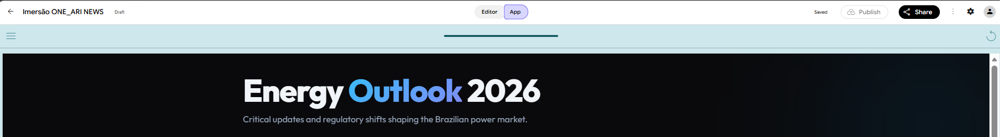 Imersão ONE_ARI NEWS
Draft
Editor
App
Saved
Publish
Share
Energy Outlook 2026
Critical updates and regulatory shifts shaping the Brazilian power market.